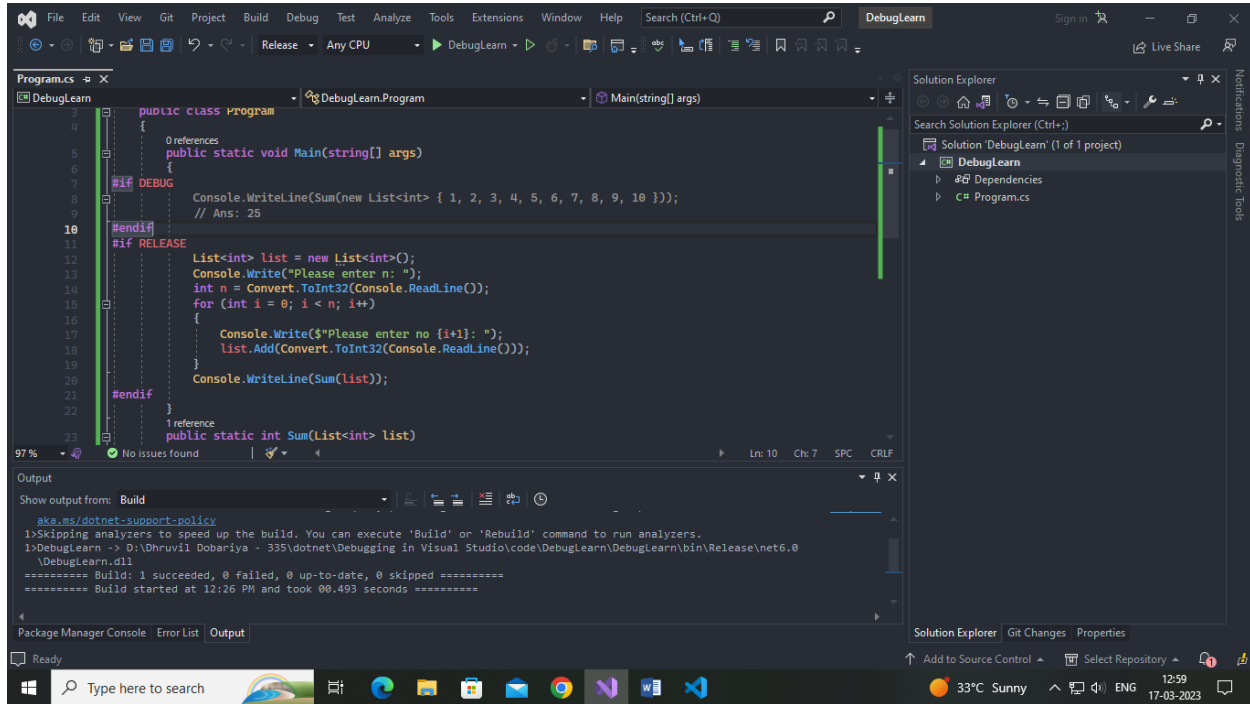 File Edit View Git Project Build Debug Test Analyze Tools Extensions Window Help Search (Ctrl+Q) DebugLearn Sign in
Release Any CPU DebugLearn Live Share
Program.cs
DebugLearn DebugLearn.Program Main(string[] args)
3 public class Program
4 {
0 references
5 public static void Main(string[] args)
6 {
7 #if DEBUG
8 Console.WriteLine(Sum(new List<int> { 1, 2, 3, 4, 5, 6, 7, 8, 9, 10 }));
9 // Ans: 25
10 #endif
11 #if RELEASE
12 List<int> list = new List<int>();
13 Console.Write("Please enter n: ");
14 int n = Convert.ToInt32(Console.ReadLine());
15 for (int i = 0; i < n; i++)
16 {
17 Console.Write($"Please enter no {i+1}: ");
18 list.Add(Convert.ToInt32(Console.ReadLine()));
19 }
20 Console.WriteLine(Sum(list));
21 #endif
22 }
1 reference
23 public static int Sum(List<int> list)
97 % No issues found Ln: 10 Ch: 7 SPC CRLF
Output
Show output from: Build
aka.ms/dotnet-support-policy
1>Skipping analyzers to speed up the build. You can execute 'Build' or 'Rebuild' command to run analyzers.
1>DebugLearn -> D:\Dhruvil Dobariya - 335\dotnet\Debugging in Visual Studio\code\DebugLearn\DebugLearn\bin\Release\net6.0
\DebugLearn.dll
========== Build: 1 succeeded, 0 failed, 0 up-to-date, 0 skipped ==========
========== Build started at 12:26 PM and took 00.493 seconds ==========
Package Manager Console Error List Output
Solution Explorer
Search Solution Explorer (Ctrl+;)
Solution 'DebugLearn' (1 of 1 project)
DebugLearn
Dependencies
C# Program.cs
Solution Explorer Git Changes Properties
Notifications
Diagnostic Tools
Ready Add to Source Control Select Repository 1
Type here to search 33°C Sunny ENG 12:59
17-03-2023